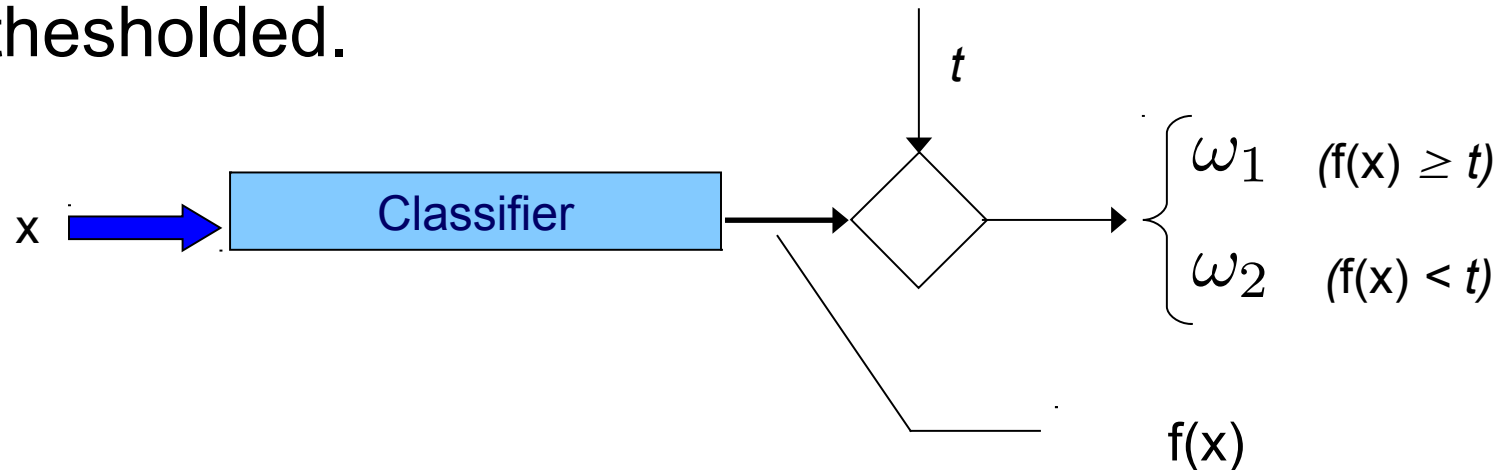 thesholded.
t
x Classifier
ω₁ (f(x) ≥ t)
ω₂ (f(x) < t)
f(x)